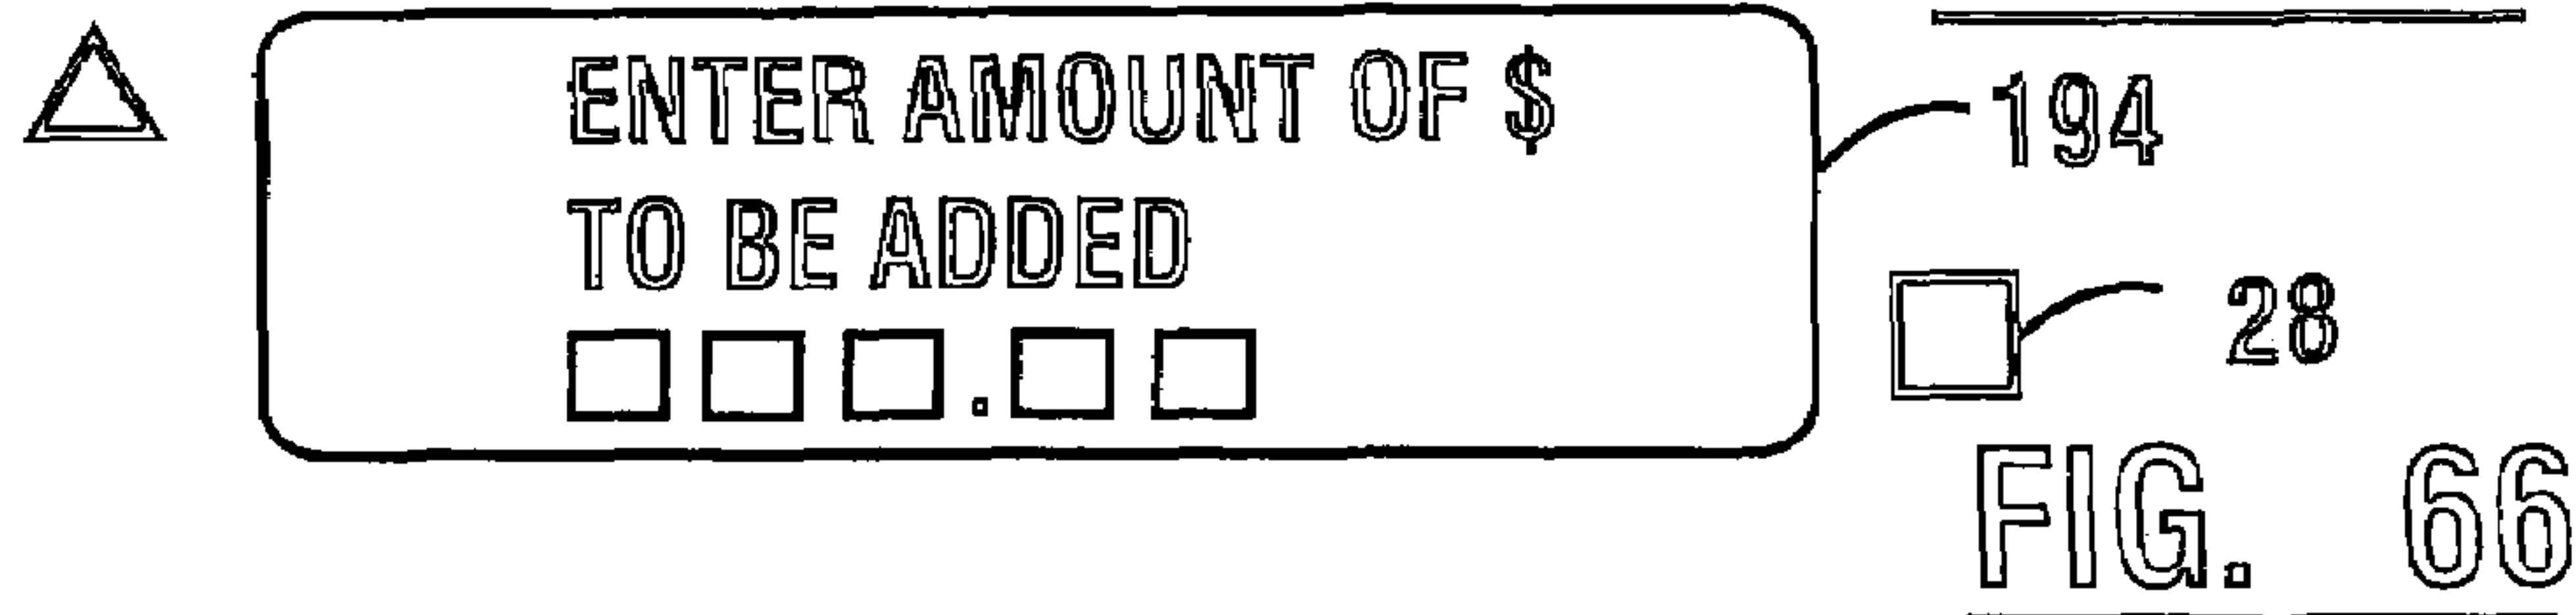 ENTER AMOUNT OF $
TO BE ADDED
194
28
FIG. 66